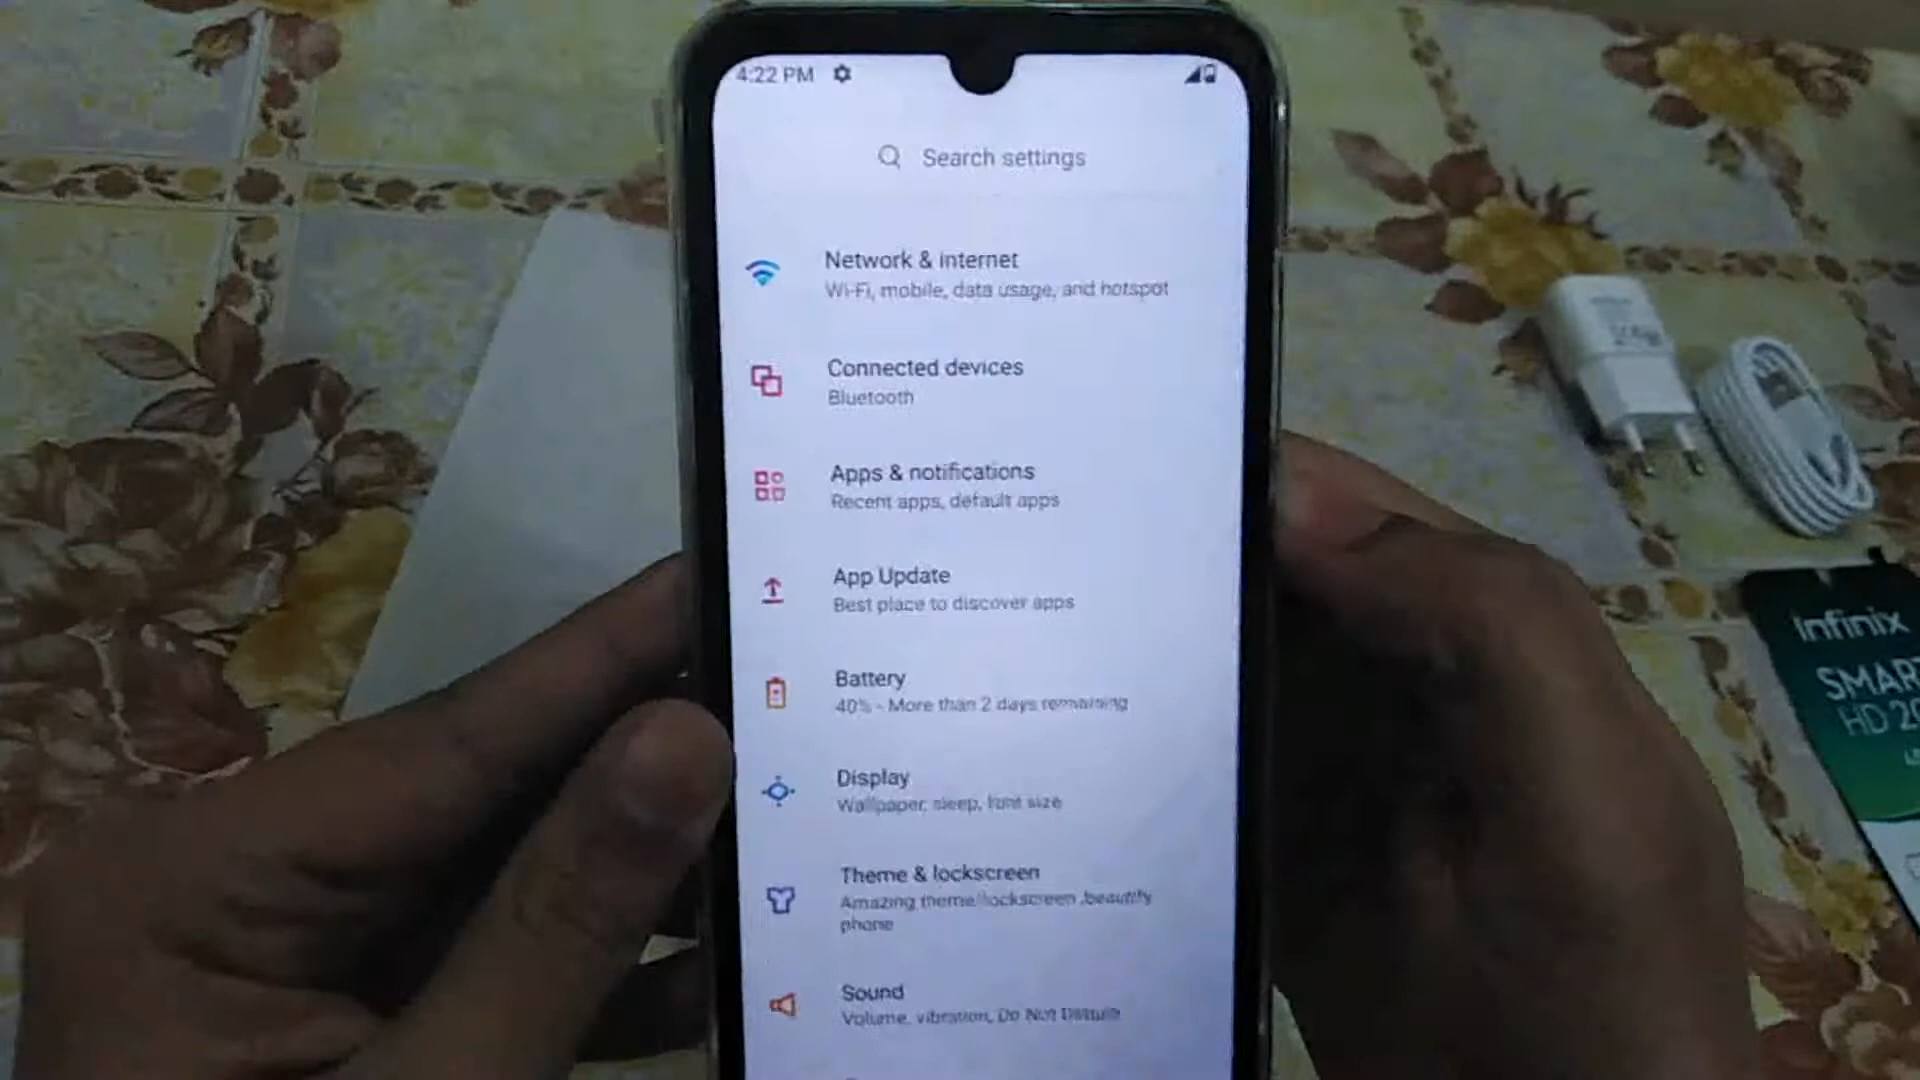 4:22 PM
Search settings
Network & internet
Wi-Fi, mobile, data usage, and hotspot
Connected devices
Bluetooth
Apps & notifications
Recent apps, default apps
App Update
Best place to discover apps
Battery
40% - More than 2 days remaining
Display
Wallpaper, sleep, font size
Theme & lockscreen
Amazing theme/lockscreen ,beautify
phone
Sound
Volume, vibration, Do Not Disturb
Infinix
SMAR
HD 20